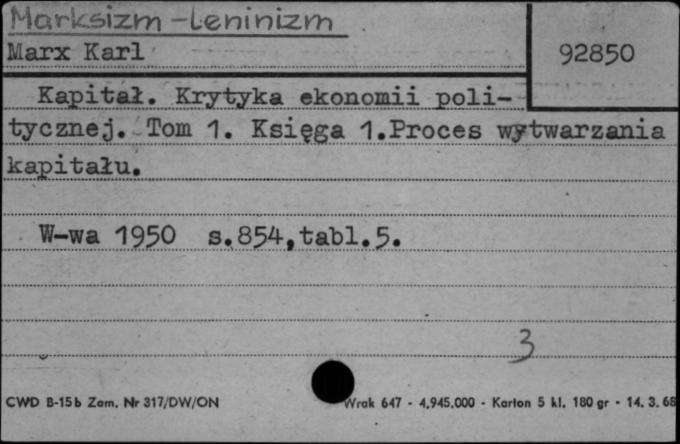 Marksizm-Leninizm
Marx Karl
92850
Kapitał. Krytyka ekonomii poli-
tycznej. Tom 1. Księga 1.Proces wytwarzania
kapitału.
W-wa 1950 s.854,tabl.5.
3
CWD B-15b Zam. Nr 317/DW/ON
Wrak 647 - 4,945.000 - Karton 5 kl. 180 gr - 14. 3. 68